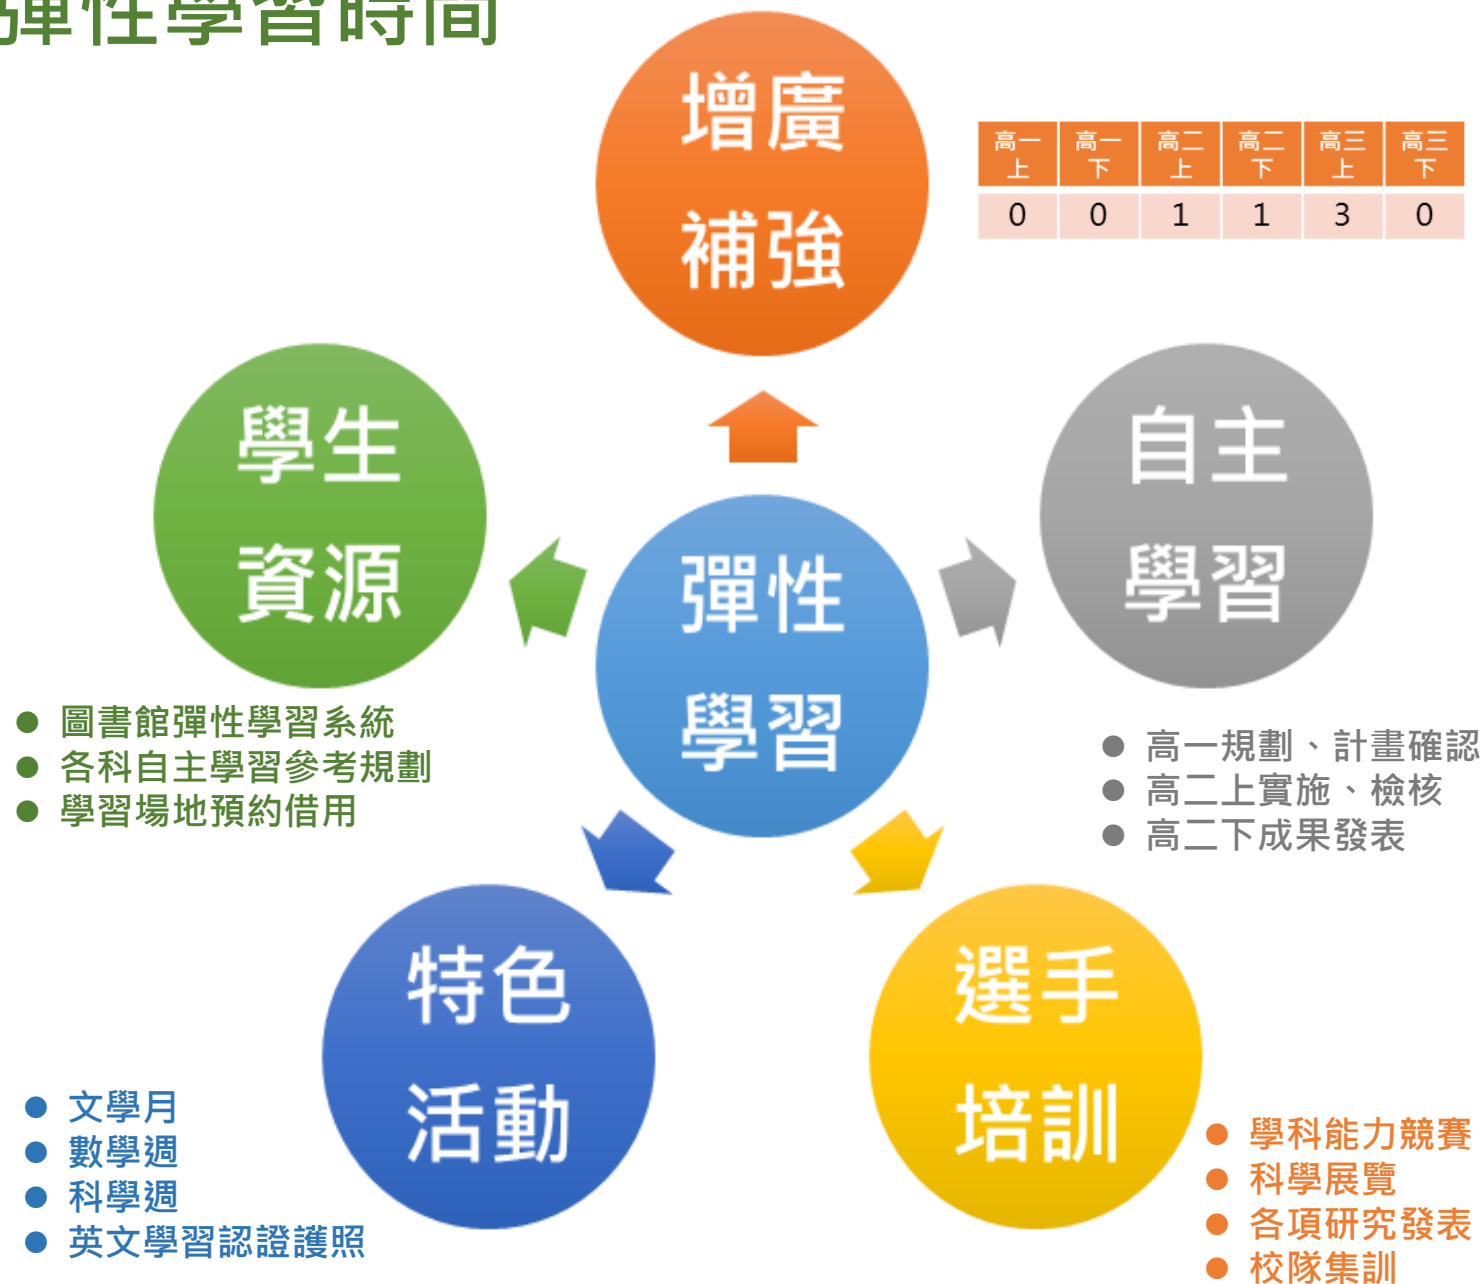 彈性學習時間
增廣
補強
高一上 高一下 高二上 高二下 高三上 高三下
0 0 1 1 3 0
學生
資源
自主
學習
彈性
學習
● 圖書館彈性學習系統
● 各科自主學習參考規劃
● 學習場地預約借用
● 高一規劃、計畫確認
● 高二上實施、檢核
● 高二下成果發表
特色
活動
選手
培訓
● 文學月
● 數學週
● 科學週
● 英文學習認證護照
● 學科能力競賽
● 科學展覽
● 各項研究發表
● 校隊集訓